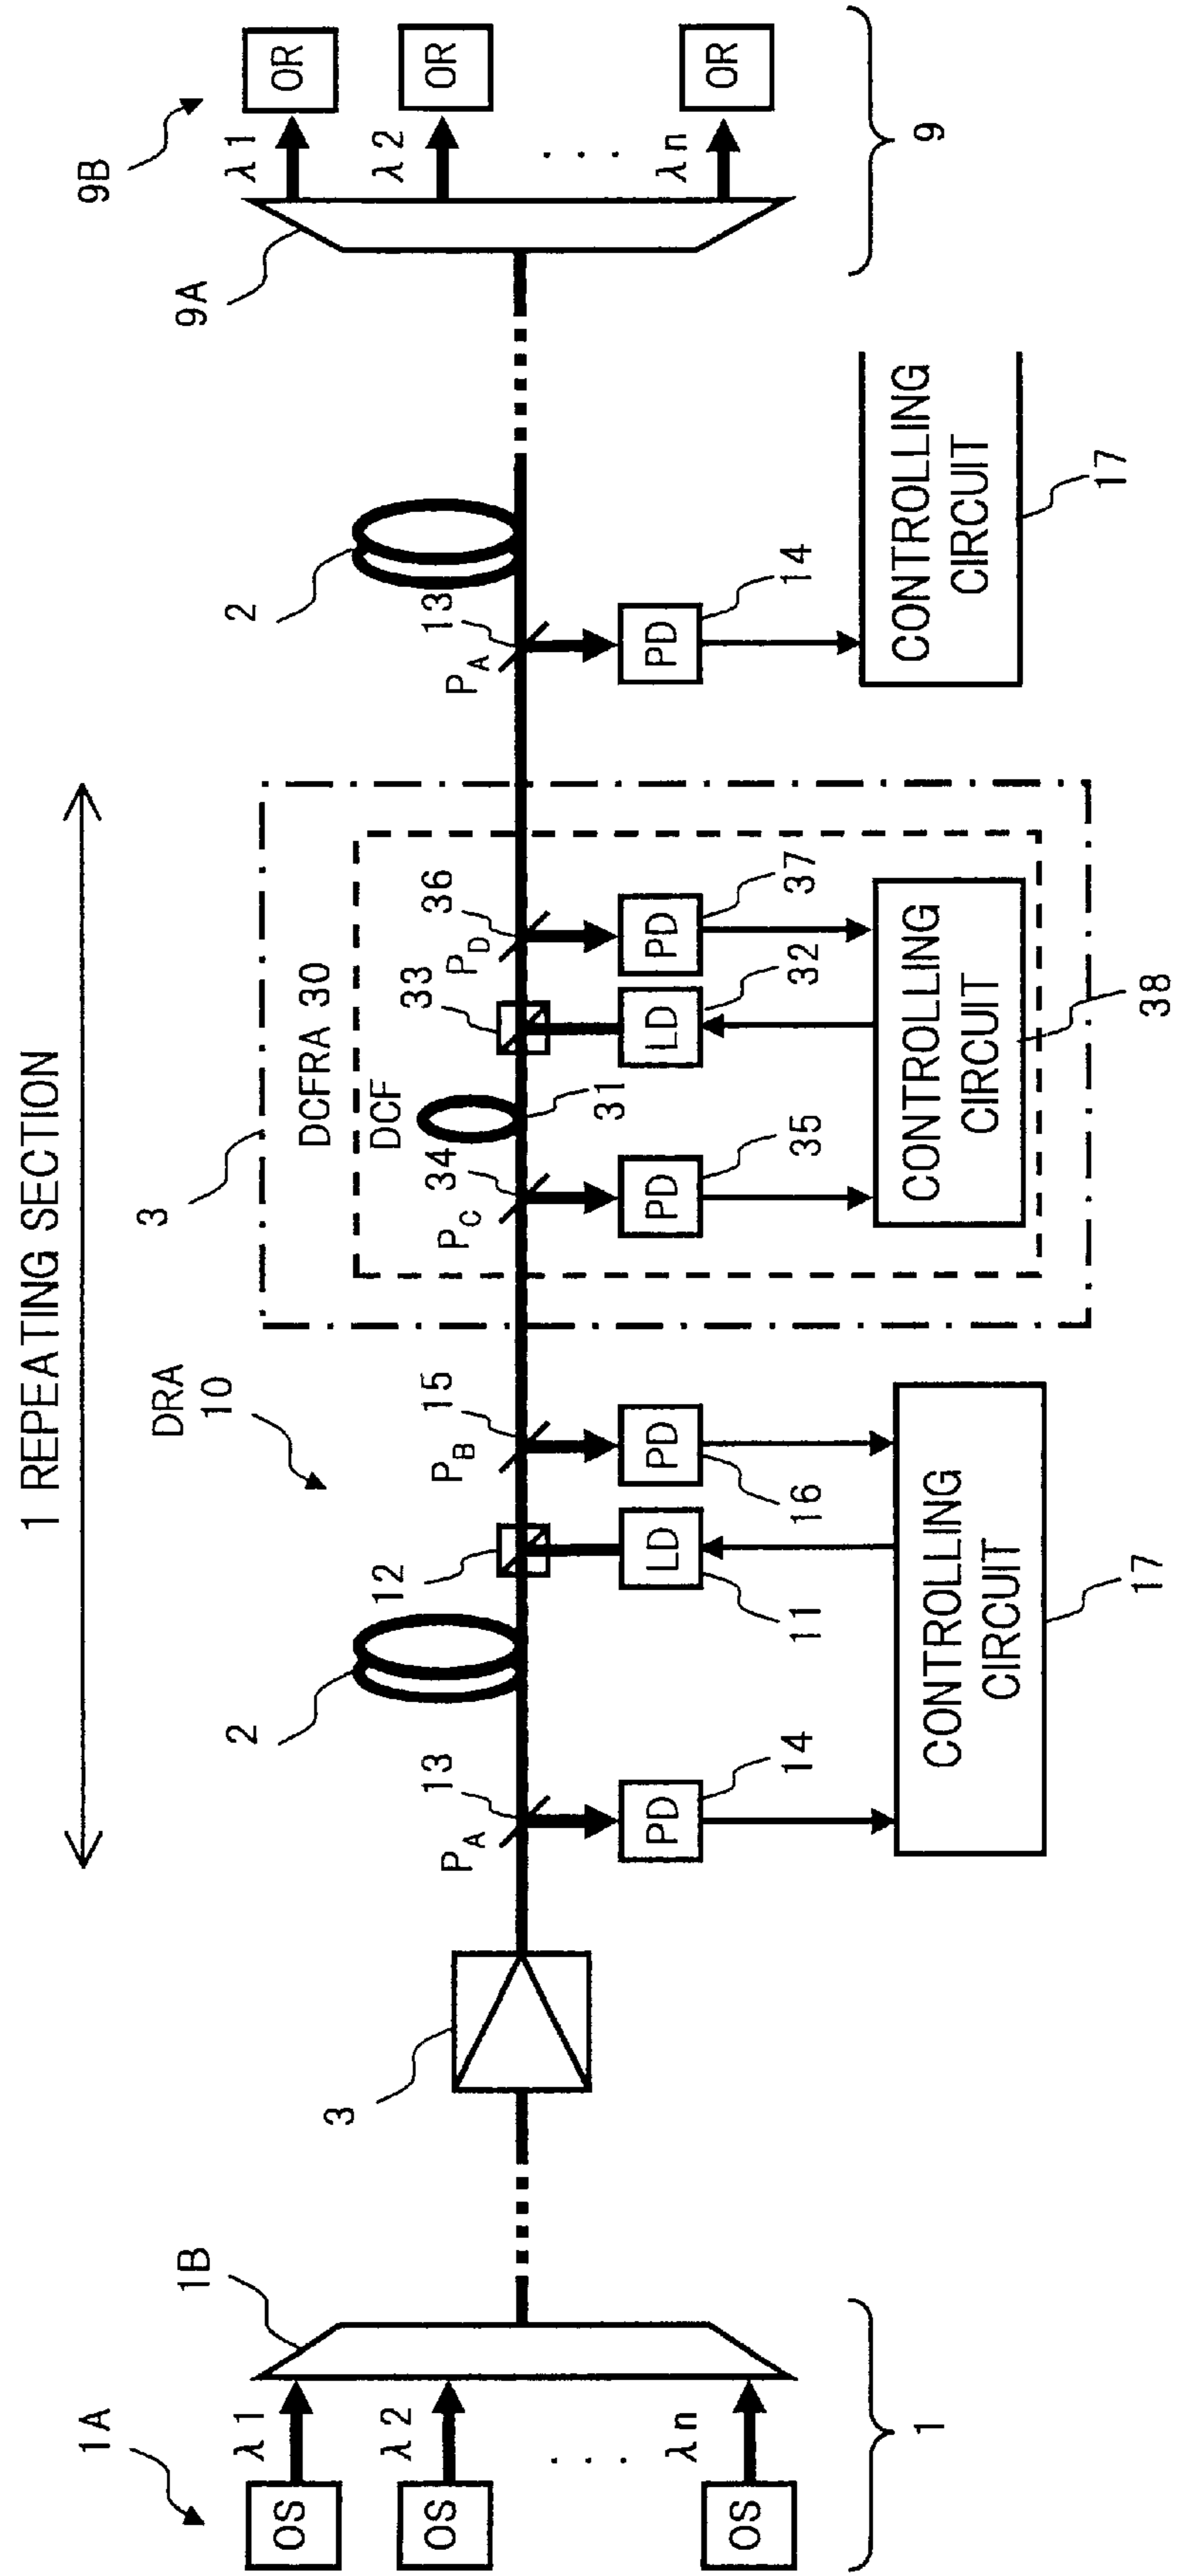 1 REPEATING SECTION
1A
OS
OS
OS
λ1
λ2
. . .
λn
1
1B
3
PA
13
PD
14
2
12
LD
11
DRA
10
PB
15
PD
16
CONTROLLING
CIRCUIT
17
3
DCFRA 30
DCF
PC
34
PD
35
31
33
LD
32
PD
36
PD
37
CONTROLLING
CIRCUIT
38
PA
13
PD
14
2
CONTROLLING
CIRCUIT
17
9A
9B
λ1
λ2
. . .
λn
OR
OR
OR
9